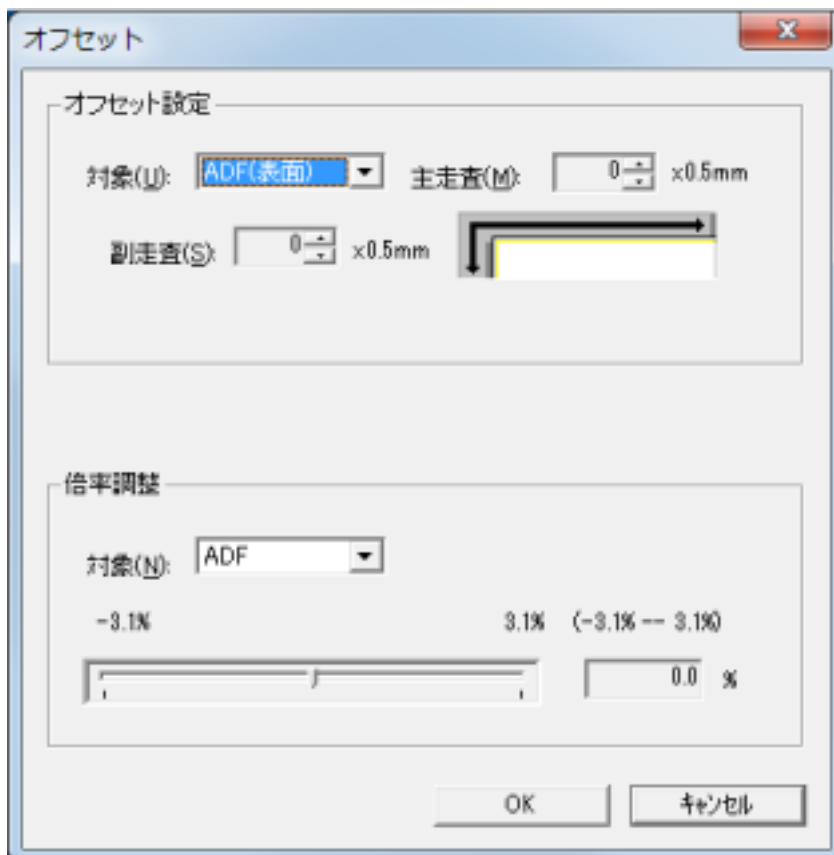 オフセット
オフセット設定
対象(U): ADF(表面) 主走査(M): 0 x0.5mm
副走査(S): 0 x0.5mm
倍率調整
対象(N): ADF
-3.1% 3.1% (-3.1% -- 3.1%)
0.0 %
OK キャンセル